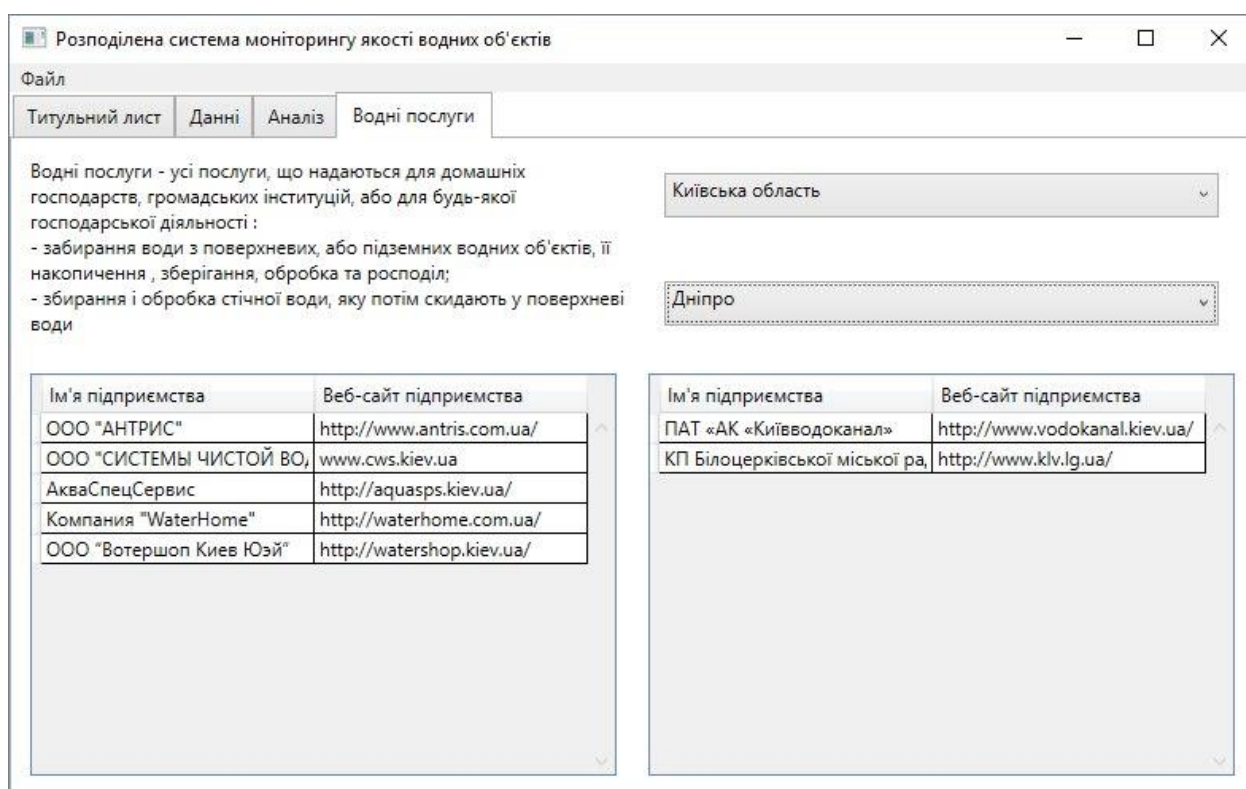 Розподілена система моніторингу якості водних об'єктів
Файл
Титульний лист Данні Аналіз Водні послуги
Водні послуги - усі послуги, що надаються для домашніх
господарств, громадських інституцій, або для будь-якої
господарської діяльності :
- забирання води з поверхневих, або підземних водних об'єктів, її
накопичення , зберігання, обробка та росподіл;
- збирання і обробка стічної води, яку потім скидають у поверхневі
води
Київська область
Дніпро
Ім'я підприємства Веб-сайт підприємства
ООО "АНТРИС" http://www.antris.com.ua/
ООО "СИСТЕМЫ ЧИСТОЙ ВО www.cws.kiev.ua
АкваСпецСервис http://aquasps.kiev.ua/
Компания "WaterHome" http://waterhome.com.ua/
ООО "Вотершоп Киев Юэй" http://watershop.kiev.ua/
Ім'я підприємства Веб-сайт підприємства
ПАТ «АК «Київводоканал» http://www.vodokanal.kiev.ua/
КП Білоцерківської міської ра http://www.klv.lg.ua/